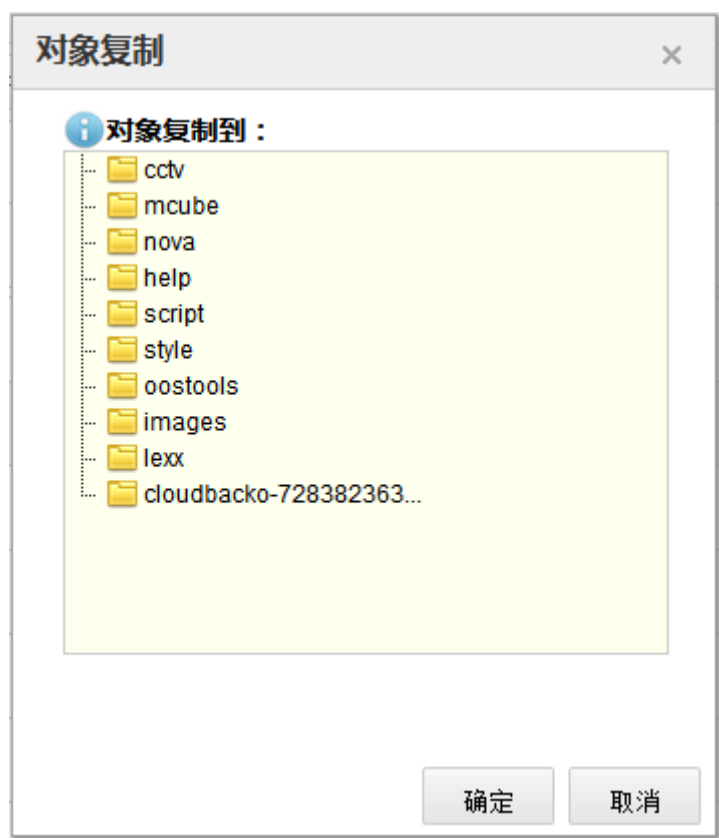 对象复制
对象复制到：
cctv
mcube
nova
help
script
style
oostools
images
lexx
cloudbacko-728382363...
确定
取消